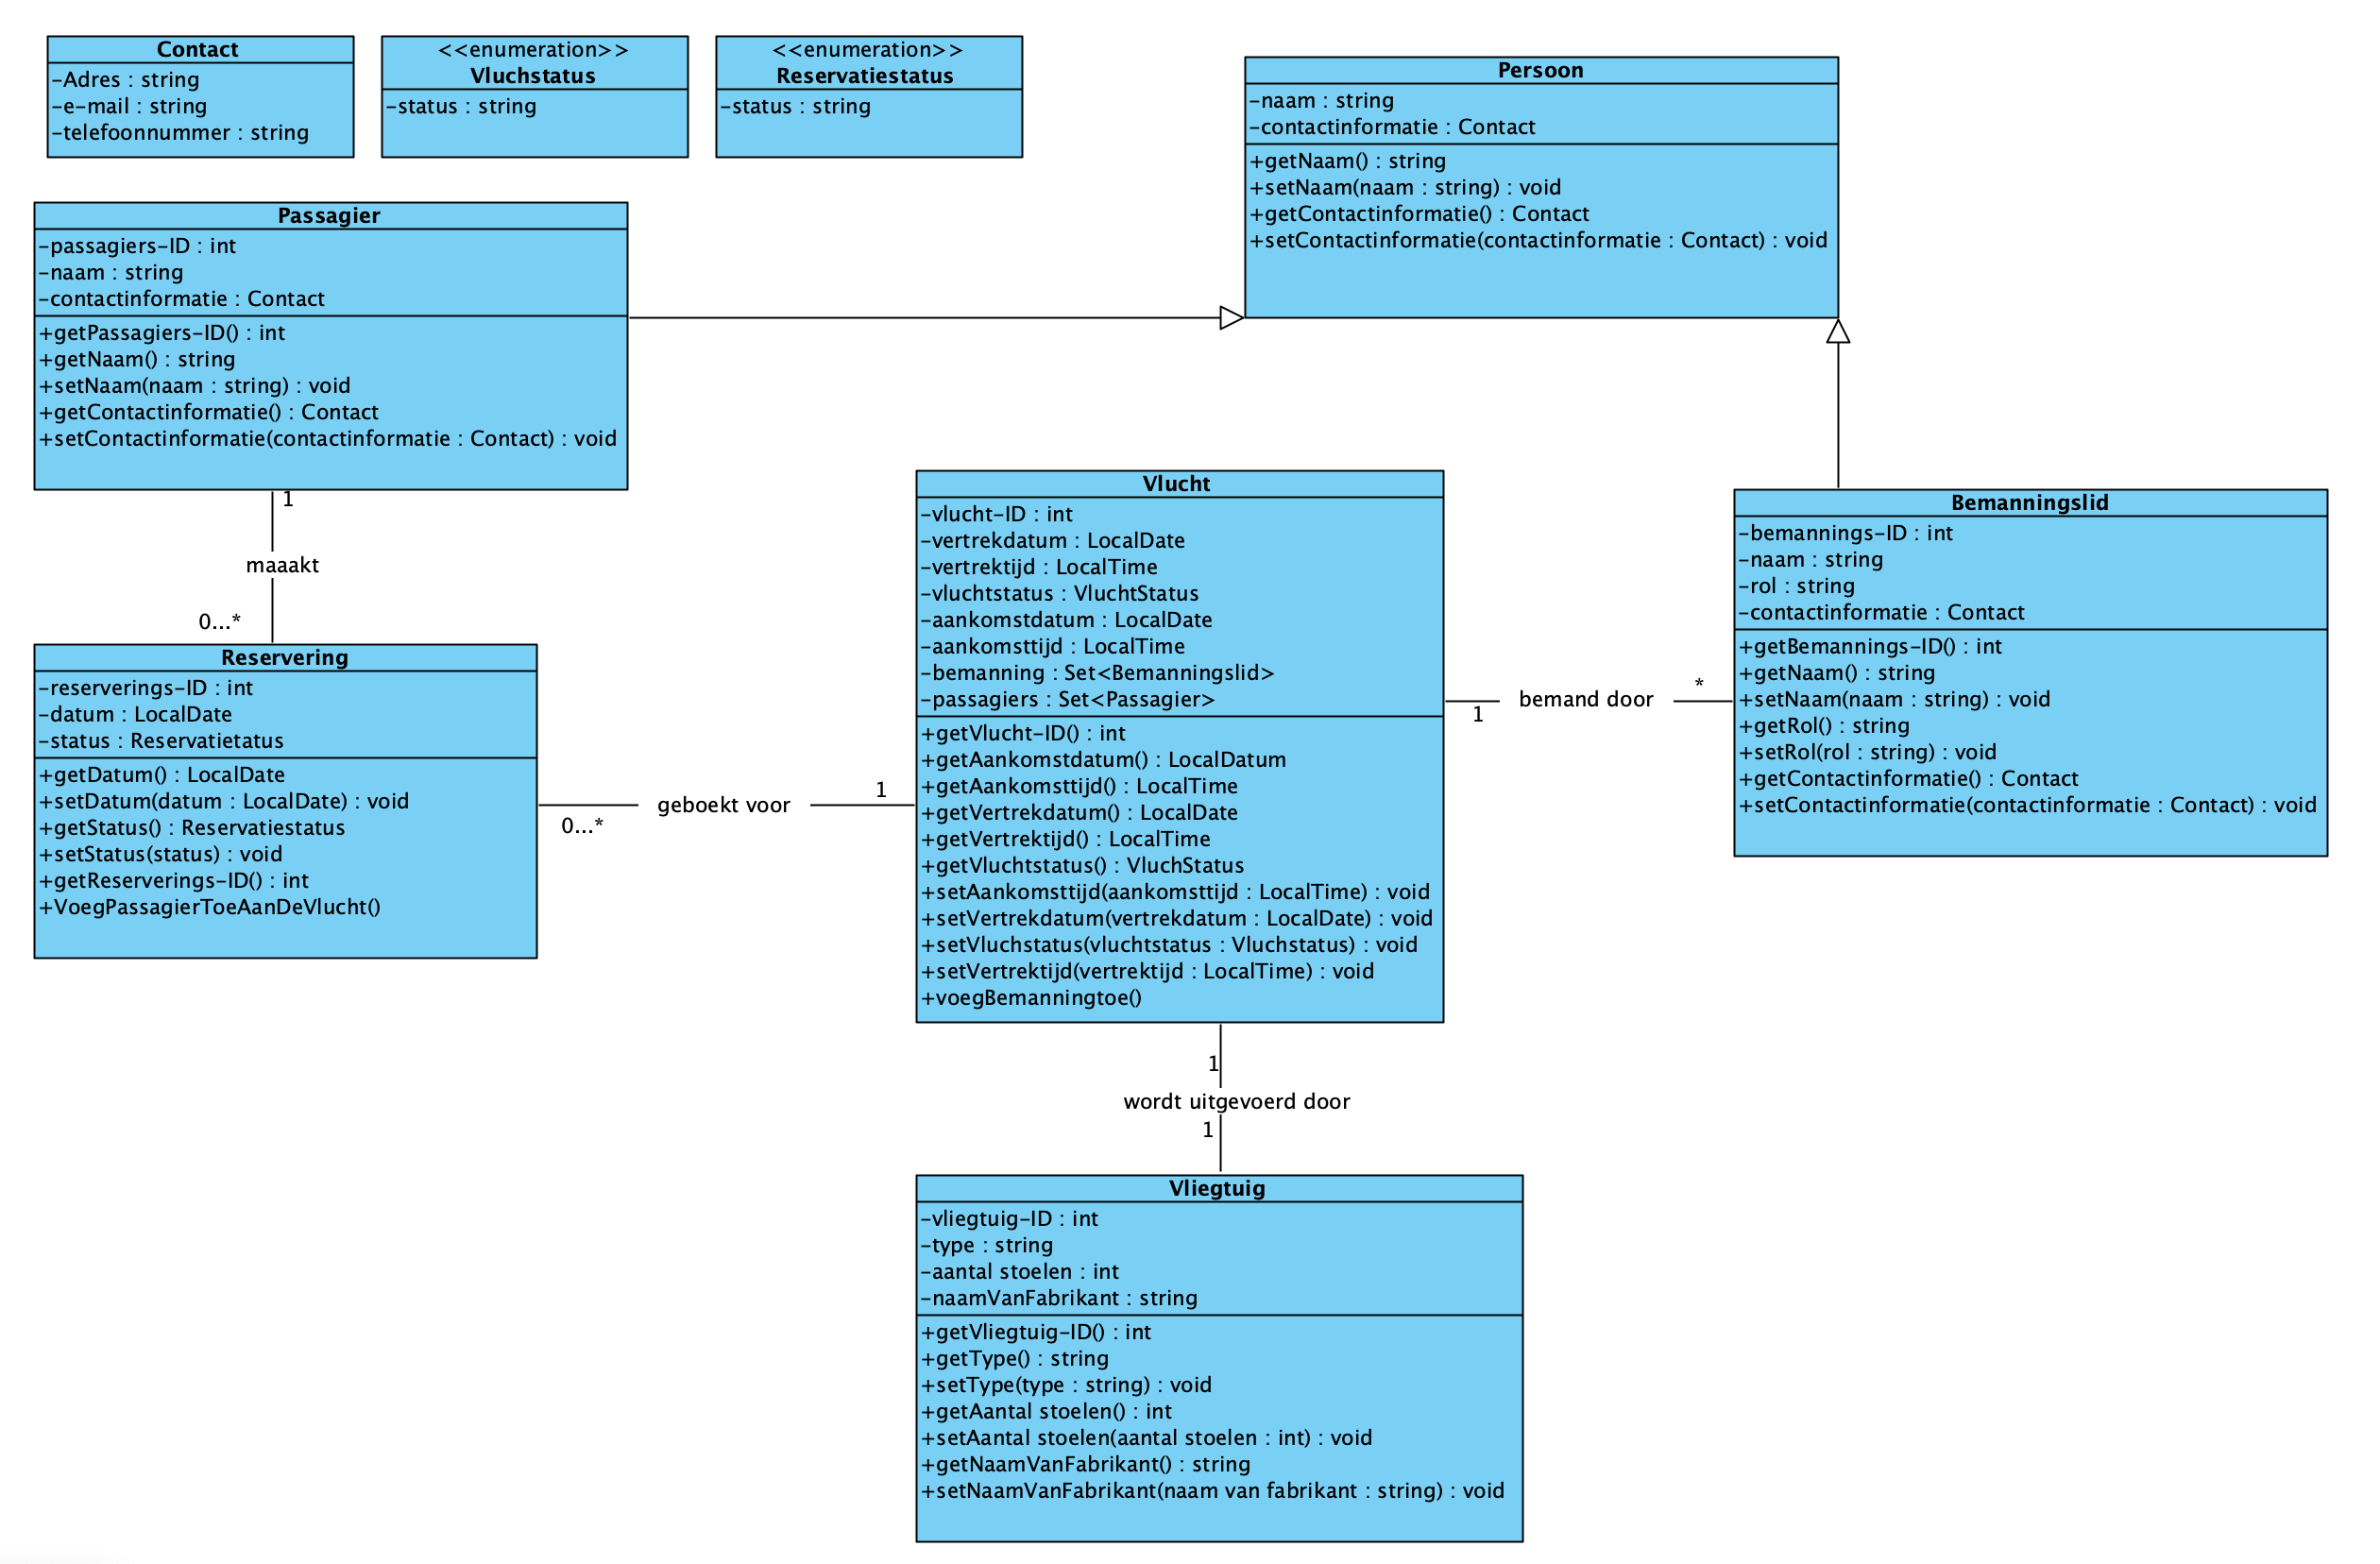 Contact
-Adres : string
-e-mail : string
-telefoonnummer : string
<<enumeration>>
Vluchstatus
-status : string
<<enumeration>>
Reservatiestatus
-status : string
Persoon
-naam : string
-contactinformatie : Contact
+getNaam() : string
+setNaam(naam : string) : void
+getContactinformatie() : Contact
+setContactinformatie(contactinformatie : Contact) : void
Passagier
-passagiers-ID : int
-naam : string
-contactinformatie : Contact
+getPassagiers-ID() : int
+getNaam() : string
+setNaam(naam : string) : void
+getContactinformatie() : Contact
+setContactinformatie(contactinformatie : Contact) : void
1
maaakt
0...*
Reservering
-reserverings-ID : int
-datum : LocalDate
-status : Reservatietatus
+getDatum() : LocalDate
+setDatum(datum : LocalDate) : void
+getStatus() : Reservatiestatus
+setStatus(status) : void
+getReserverings-ID() : int
+VoegPassagierToeAanDeVlucht()
0...*
geboekt voor
1
Vlucht
-vlucht-ID : int
-vertrekdatum : LocalDate
-vertrektijd : LocalTime
-vluchtstatus : VluchtStatus
-aankomstdatum : LocalDate
-aankomsttijd : LocalTime
-bemanning : Set<Bemanningslid>
-passagiers : Set<Passagier>
+getVlucht-ID() : int
+getAankomstdatum() : LocalDatum
+getAankomsttijd() : LocalTime
+getVertrekdatum() : LocalDate
+getVertrektijd() : LocalTime
+getVluchtstatus() : VluchStatus
+setAankomsttijd(aankomsttijd : LocalTime) : void
+setVertrekdatum(vertrekdatum : LocalDate) : void
+setVluchstatus(vluchtstatus : Vluchstatus) : void
+setVertrektijd(vertrektijd : LocalTime) : void
+voegBemanningtoe()
1
bemand door
*
Bemanningslid
-bemannings-ID : int
-naam : string
-rol : string
-contactinformatie : Contact
+getBemannings-ID() : int
+getNaam() : string
+setNaam(naam : string) : void
+getRol() : string
+setRol(rol : string) : void
+getContactinformatie() : Contact
+setContactinformatie(contactinformatie : Contact) : void
1
wordt uitgevoerd door
1
Vliegtuig
-vliegtuig-ID : int
-type : string
-aantal stoelen : int
-naamVanFabrikant : string
+getVliegtuig-ID() : int
+getType() : string
+setType(type : string) : void
+getAantal stoelen() : int
+setAantal stoelen(aantal stoelen : int) : void
+getNaamVanFabrikant() : string
+setNaamVanFabrikant(naam van fabrikant : string) : void